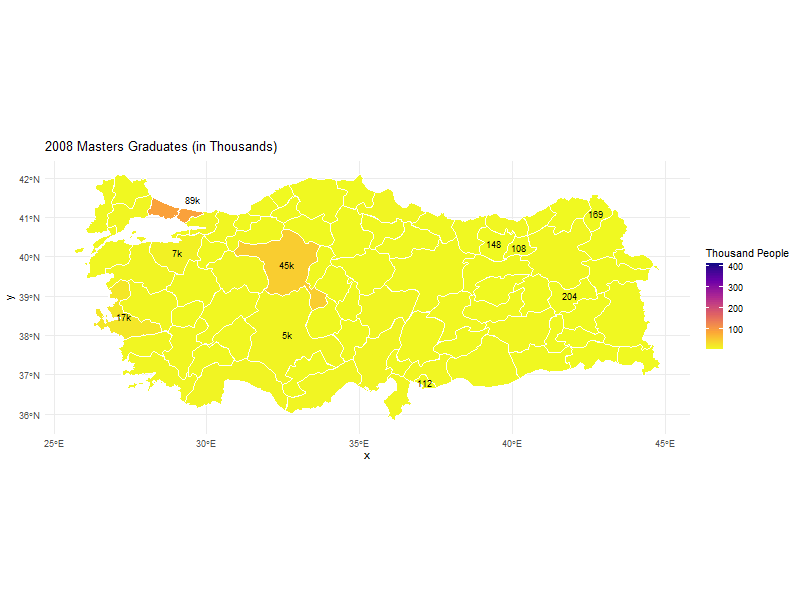 2008 Masters Graduates (in Thousands)
42°N
41°N
40°N
39°N
38°N
37°N
36°N
y
89k
169
148
108
7k
45k
204
17k
5k
112
25°E
30°E
35°E
40°E
45°E
x
Thousand People
400
300
200
100